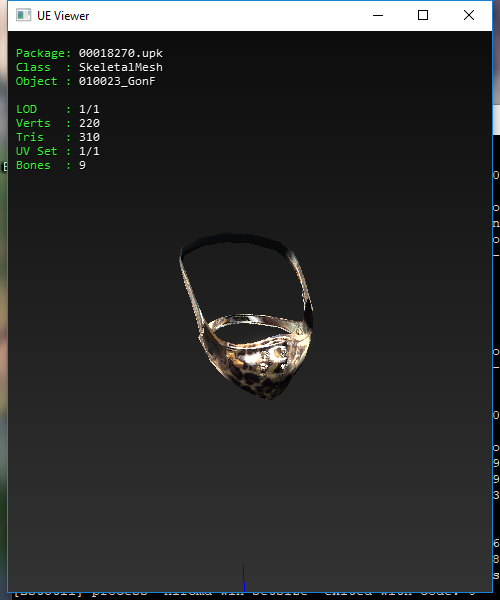 UE Viewer
Package: 00018270.upk
Class : SkeletalMesh
Object : 010023_GonF
LOD : 1/1
Verts : 220
Tris : 310
UV Set : 1/1
Bones : 9